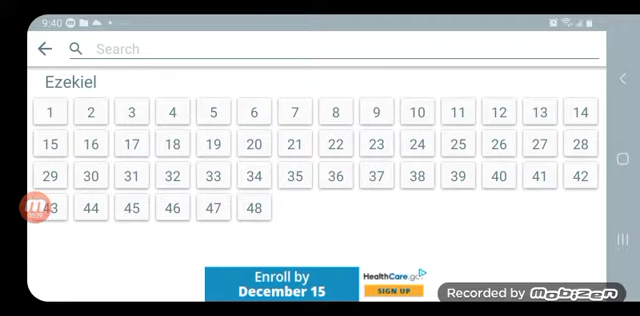 9:40
Search
Ezekiel
1 2 3 4 5 6 7 8 9 10 11 12 13 14
15 16 17 18 19 20 21 22 23 24 25 26 27 28
29 30 31 32 33 34 35 36 37 38 39 40 41 42
43 44 45 46 47 48
Enroll by
December 15
HealthCare.go
SIGN UP
Recorded by mobizen